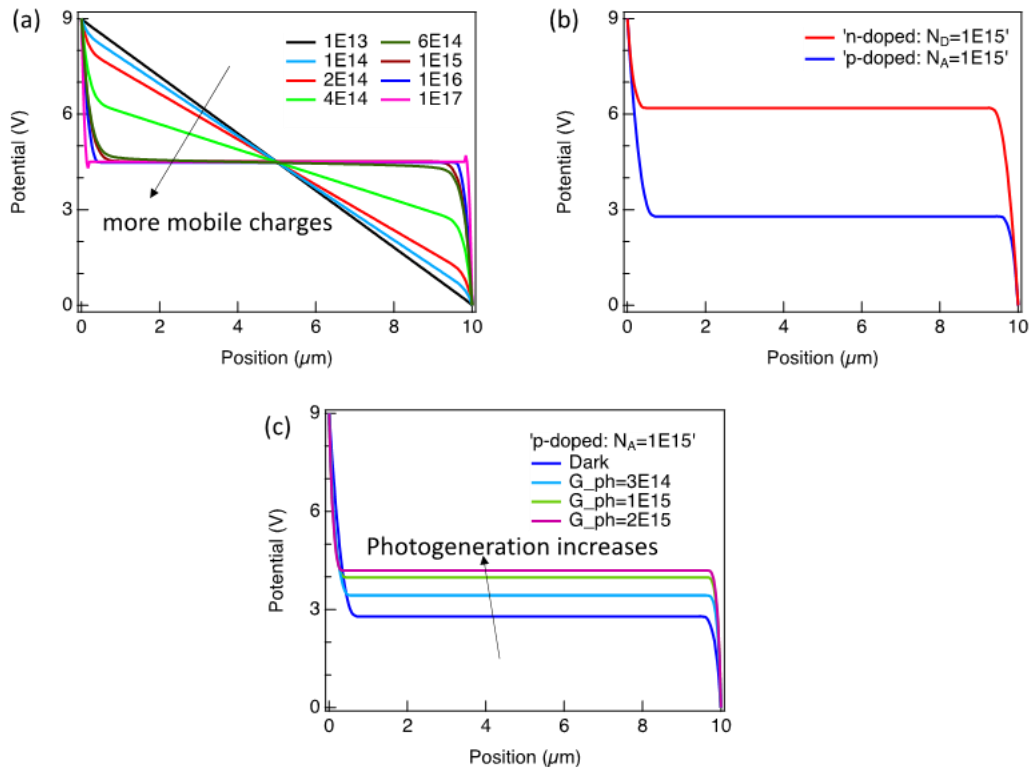 (a)
9
6
3
0
Potential (V)
1E13
1E14
2E14
4E14
6E14
1E15
1E16
1E17
more mobile charges
0 2 4 6 8 10
Position (µm)
(b)
9
6
3
0
Potential (V)
'n-doped: N_D=1E15'
'p-doped: N_A=1E15'
0 2 4 6 8 10
Position (µm)
(c)
9
6
3
0
Potential (V)
'p-doped: N_A=1E15'
Dark
G_ph=3E14
G_ph=1E15
G_ph=2E15
Photogeneration increases
0 2 4 6 8 10
Position (µm)